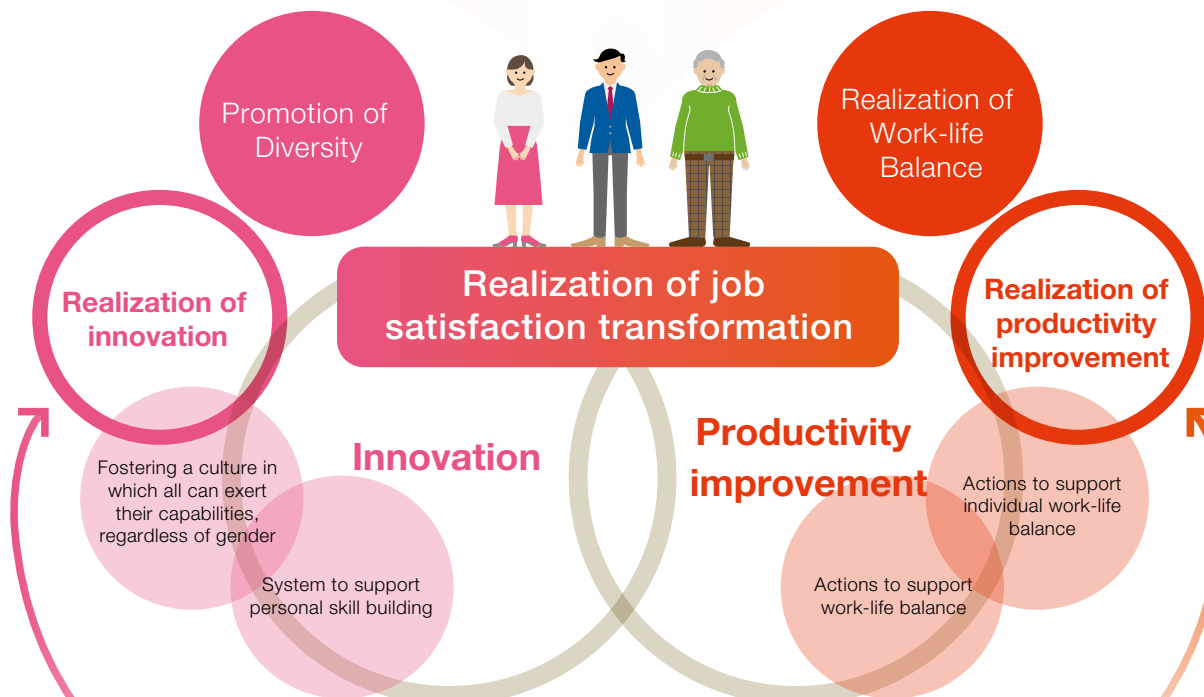 Promotion of
Diversity
Realization of
Work-life
Balance
Realization of job
satisfaction transformation
Realization of
innovation
Realization of
productivity
improvement
Innovation
Productivity
improvement
Fostering a culture in
which all can exert
their capabilities,
regardless of gender
System to support
personal skill building
Actions to support
work-life balance
Actions to support
individual work-life
balance